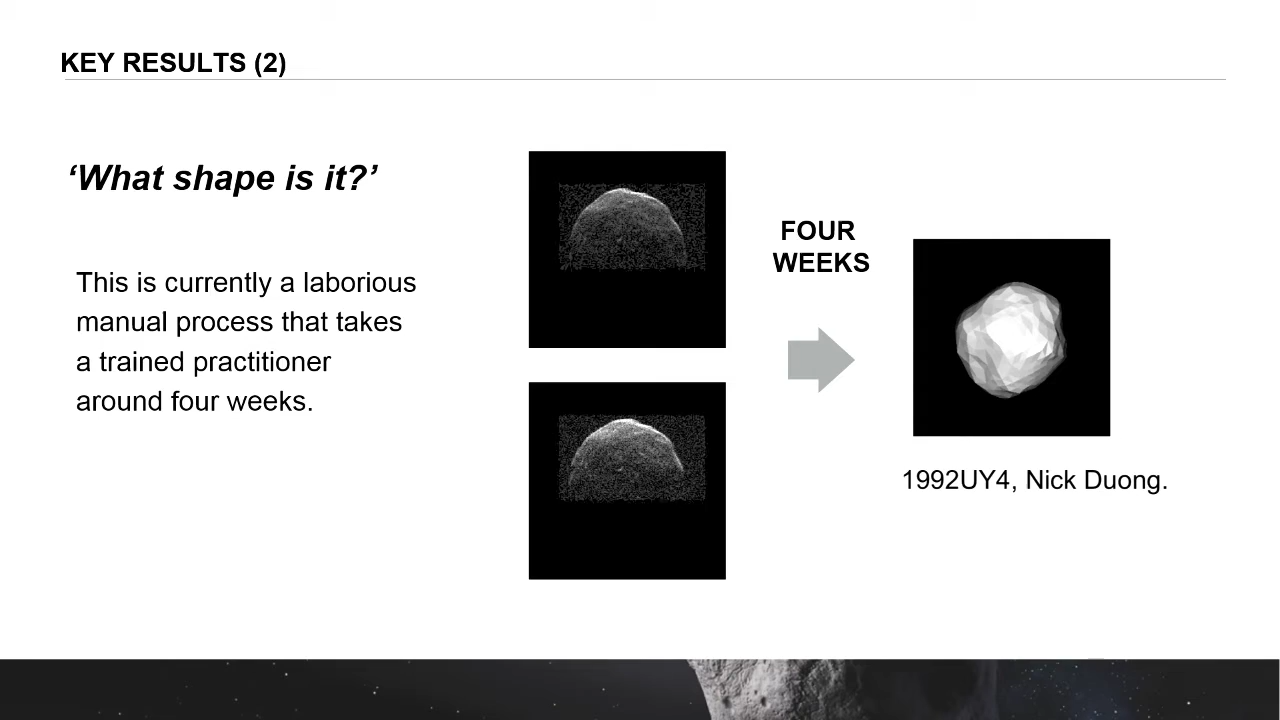 KEY RESULTS (2)
‘What shape is it?’
This is currently a laborious
manual process that takes
a trained practitioner
around four weeks.
FOUR
WEEKS
1992UY4, Nick Duong.